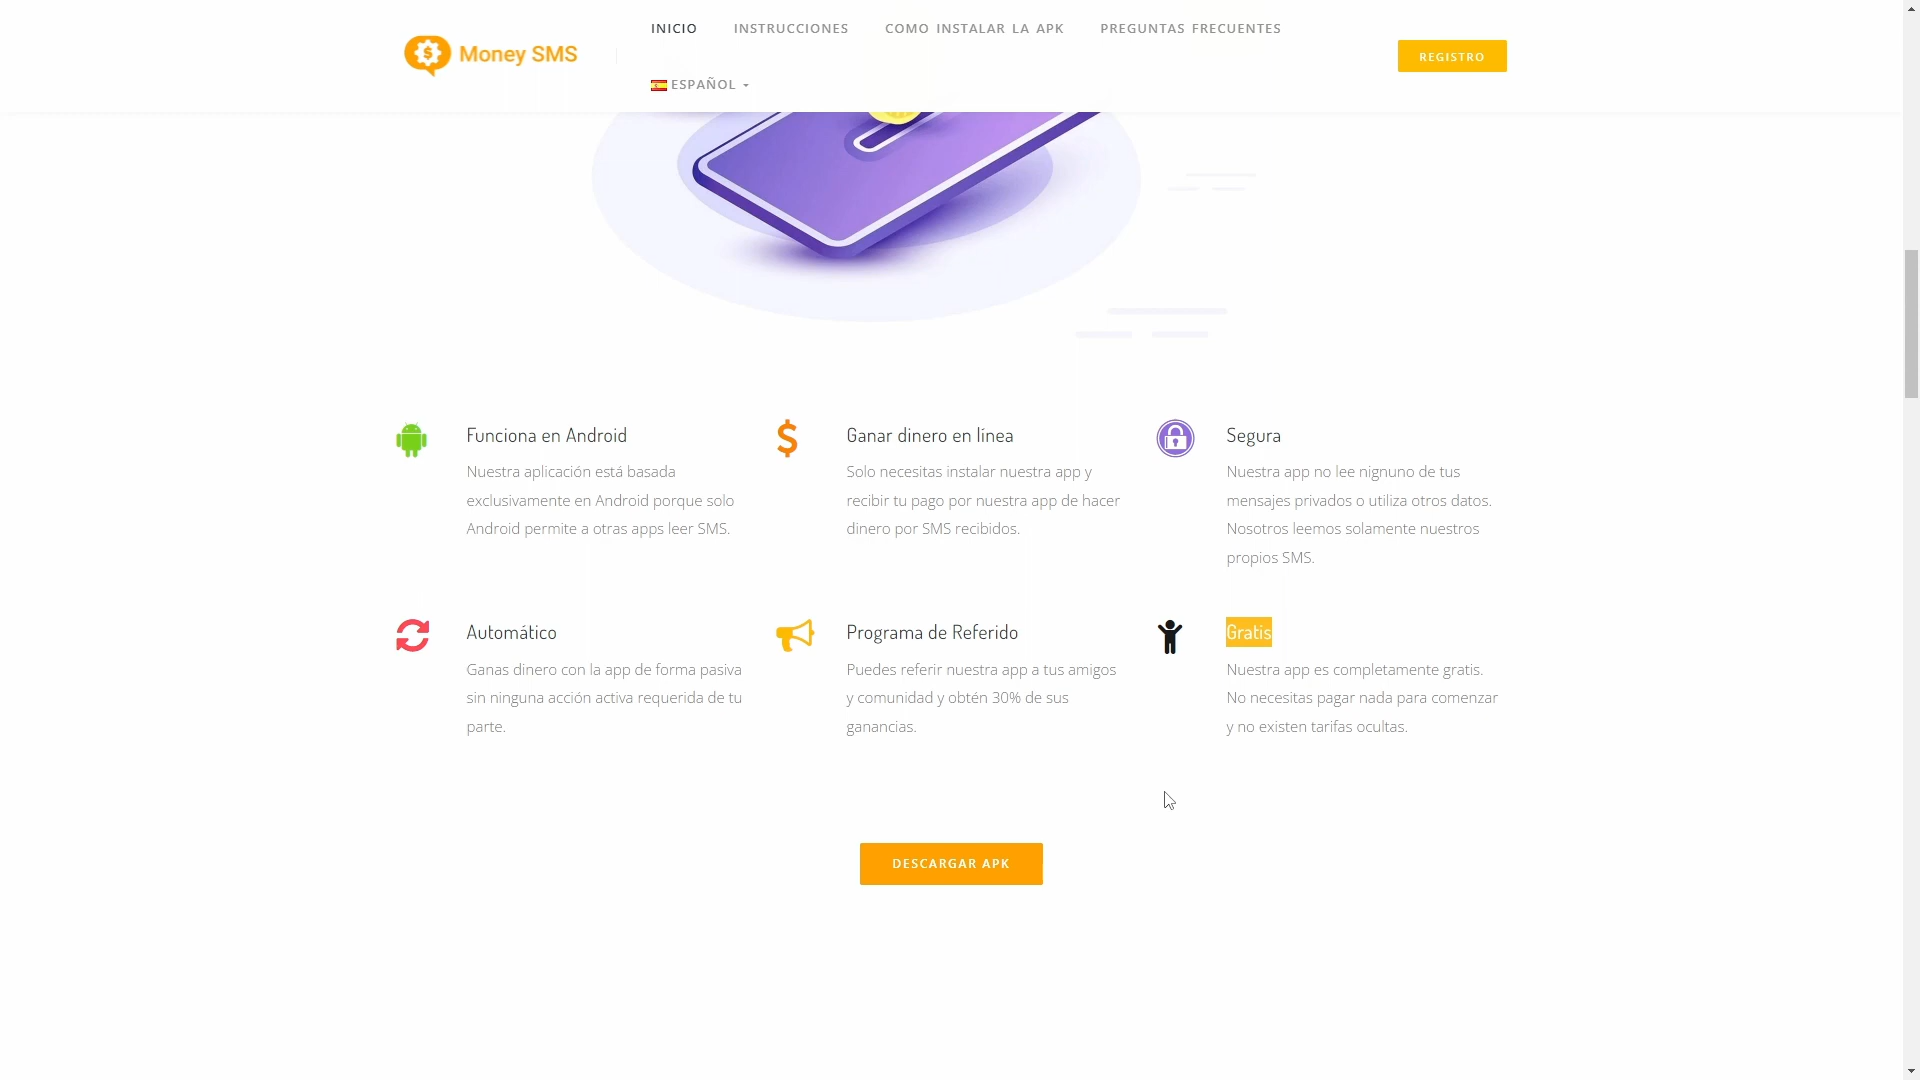 Money SMS
INICIO
INSTRUCCIONES
COMO INSTALAR LA APK
PREGUNTAS FRECUENTES
ESPAÑOL
REGISTRO
Funciona en Android
Nuestra aplicación está basada
exclusivamente en Android porque solo
Android permite a otras apps leer SMS.
Ganar dinero en línea
Solo necesitas instalar nuestra app y
recibir tu pago por nuestra app de hacer
dinero por SMS recibidos.
Segura
Nuestra app no lee nignuno de tus
mensajes privados o utiliza otros datos.
Nosotros leemos solamente nuestros
propios SMS.
Automático
Ganas dinero con la app de forma pasiva
sin ninguna acción activa requerida de tu
parte.
Programa de Referido
Puedes referir nuestra app a tus amigos
y comunidad y obtén 30% de sus
ganancias.
Gratis
Nuestra app es completamente gratis.
No necesitas pagar nada para comenzar
y no existen tarifas ocultas.
DESCARGAR APK